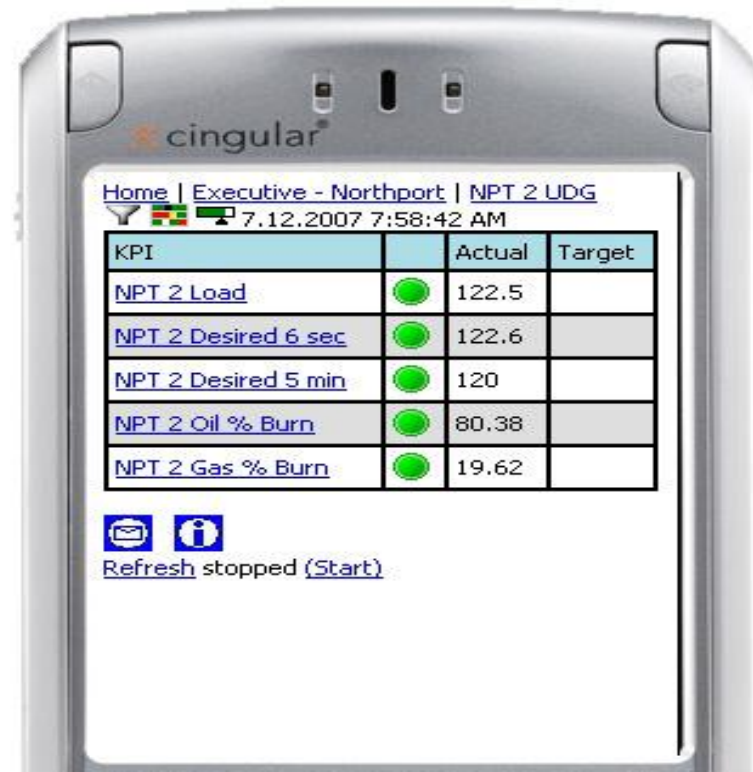 cingular
Home | Executive - Northport | NPT 2 UDG
7.12.2007 7:58:42 AM
KPI Actual Target
NPT 2 Load 122.5
NPT 2 Desired 6 sec 122.6
NPT 2 Desired 5 min 120
NPT 2 Oil % Burn 80.38
NPT 2 Gas % Burn 19.62
Refresh stopped (Start)